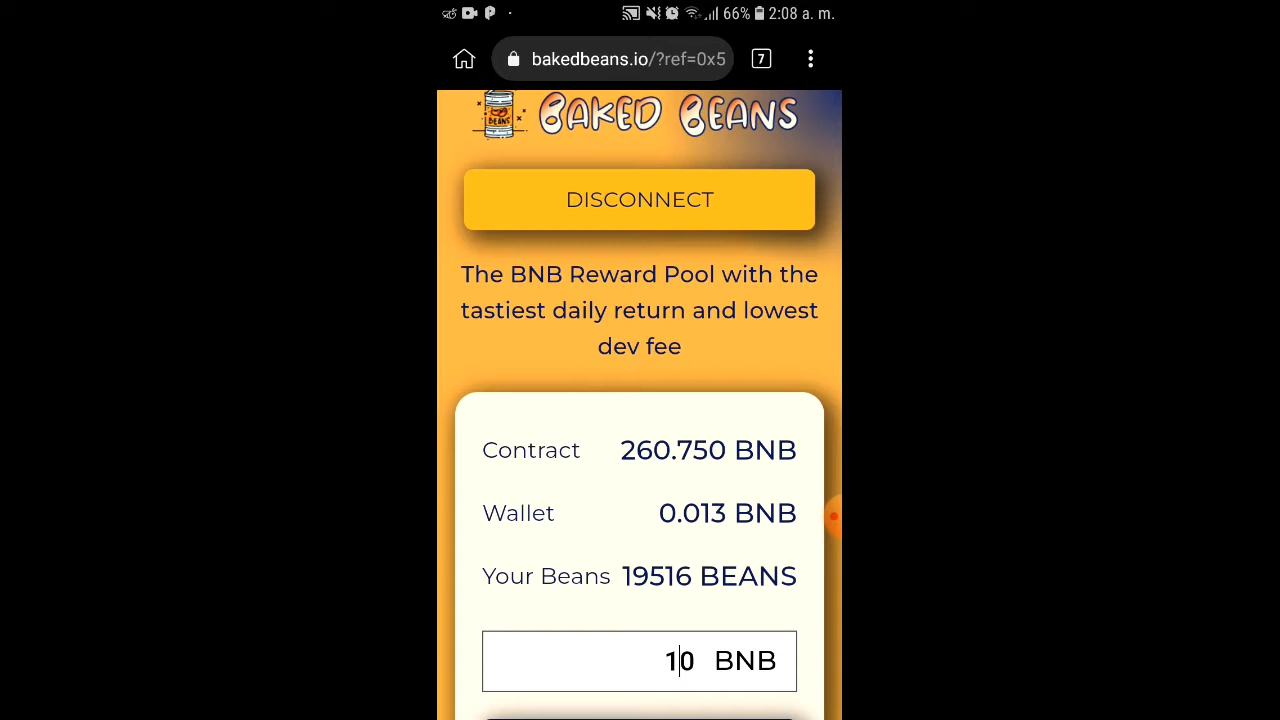 66% 2:08 a. m.
bakedbeans.io/?ref=0x5 7
BEANS BAKED BEANS
DISCONNECT
The BNB Reward Pool with the
tastiest daily return and lowest
dev fee
Contract 260.750 BNB
Wallet 0.013 BNB
Your Beans 19516 BEANS
10 BNB